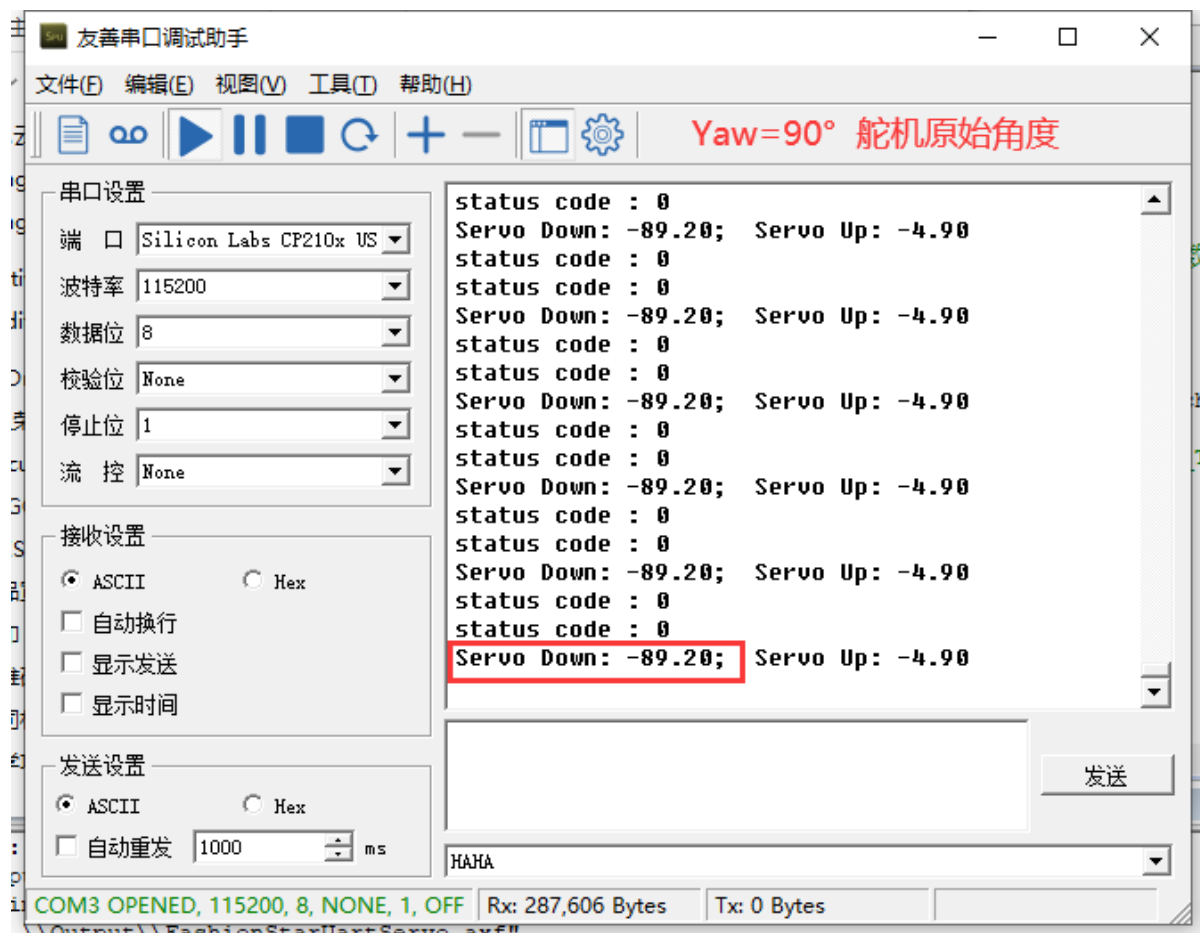 友善串口调试助手
文件(F) 编辑(E) 视图(V) 工具(T) 帮助(H)
Yaw=90° 舵机原始角度
串口设置
端 口 Silicon Labs CP210x US
波特率 115200
数据位 8
校验位 None
停止位 1
流 控 None
接收设置
ASCII Hex
自动换行
显示发送
显示时间
发送设置
ASCII Hex
自动重发 1000 ms
status code : 0
Servo Down: -89.20; Servo Up: -4.90
status code : 0
status code : 0
Servo Down: -89.20; Servo Up: -4.90
status code : 0
status code : 0
Servo Down: -89.20; Servo Up: -4.90
status code : 0
status code : 0
Servo Down: -89.20; Servo Up: -4.90
status code : 0
status code : 0
Servo Down: -89.20; Servo Up: -4.90
status code : 0
status code : 0
Servo Down: -89.20; Servo Up: -4.90
发送
HAHA
COM3 OPENED, 115200, 8, NONE, 1, OFF Rx: 287,606 Bytes Tx: 0 Bytes
\\Output\\FashionStarUartServo.axf"